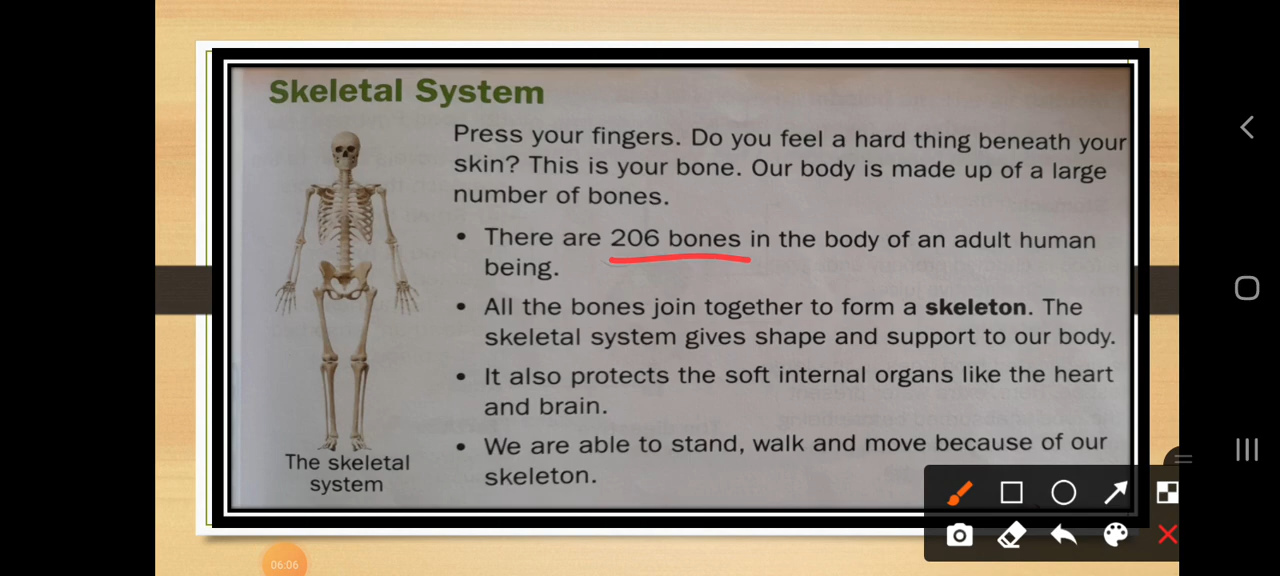 Skeletal System
Press your fingers. Do you feel a hard thing beneath your
skin? This is your bone. Our body is made up of a large
number of bones.
• There are 206 bones in the body of an adult human
being.
• All the bones join together to form a skeleton. The
skeletal system gives shape and support to our body.
• It also protects the soft internal organs like the heart
and brain.
• We are able to stand, walk and move because of our
skeleton.
The skeletal
system
06:06